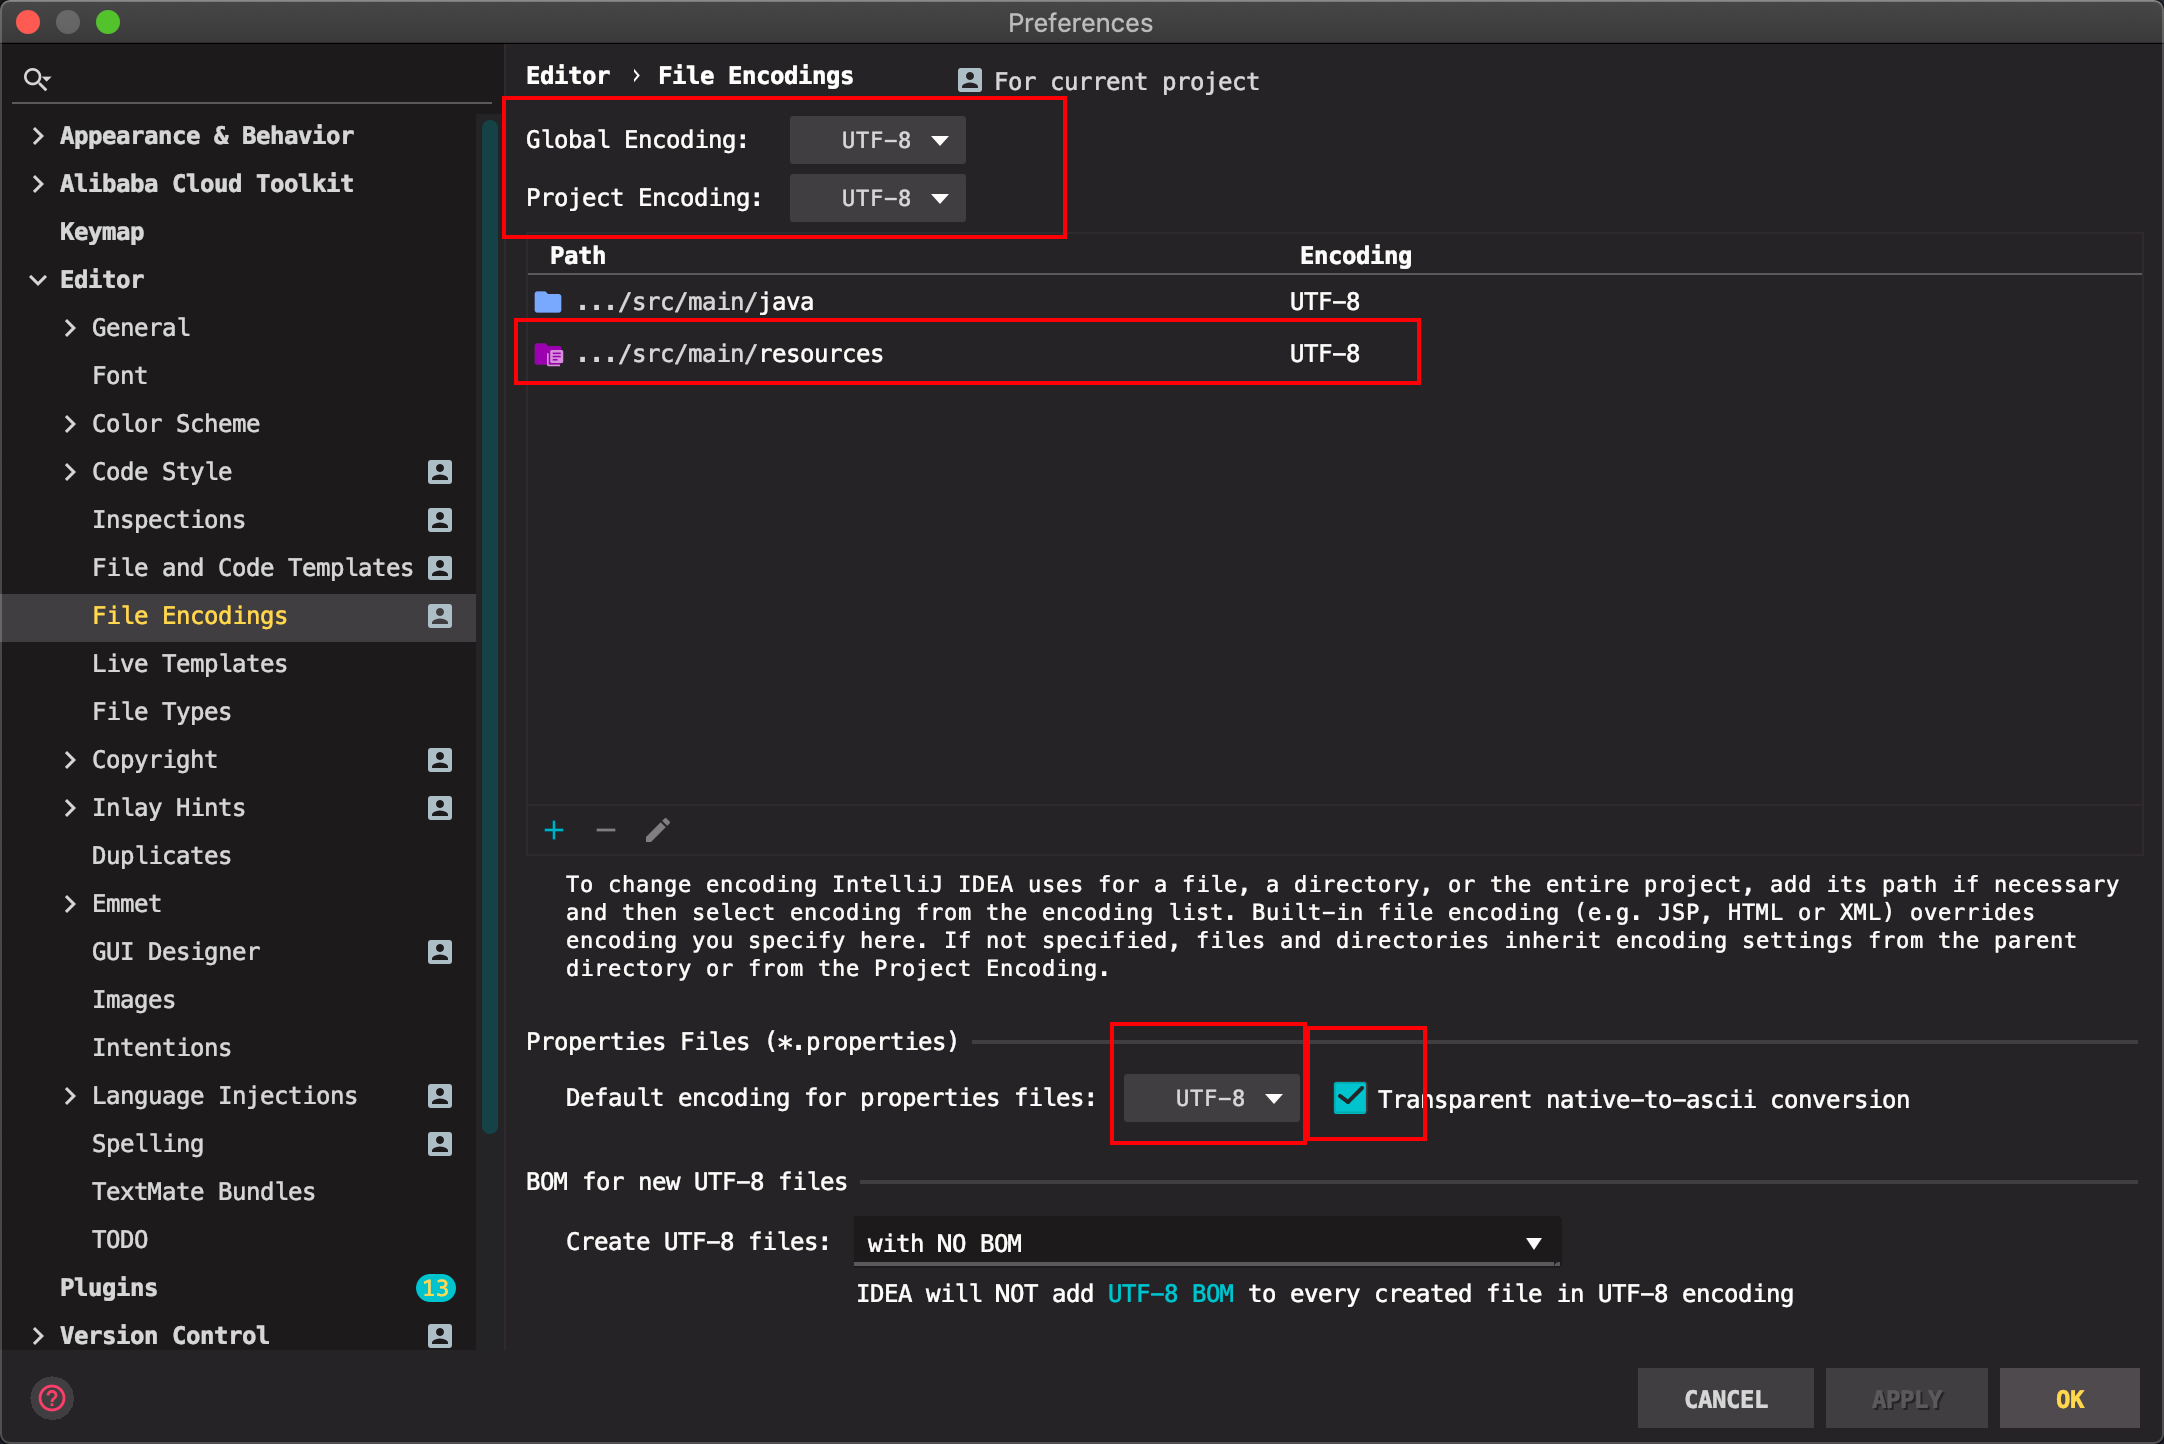 Preferences
Appearance & Behavior
Alibaba Cloud Toolkit
Keymap
Editor
General
Font
Color Scheme
Code Style
Inspections
File and Code Templates
File Encodings
Live Templates
File Types
Copyright
Inlay Hints
Duplicates
Emmet
GUI Designer
Images
Intentions
Language Injections
Spelling
TextMate Bundles
TODO
Plugins 13
Version Control
Editor › File Encodings For current project
Global Encoding: UTF-8
Project Encoding: UTF-8
Path Encoding
.../src/main/java UTF-8
.../src/main/resources UTF-8
To change encoding IntelliJ IDEA uses for a file, a directory, or the entire project, add its path if necessary
and then select encoding from the encoding list. Built-in file encoding (e.g. JSP, HTML or XML) overrides
encoding you specify here. If not specified, files and directories inherit encoding settings from the parent
directory or from the Project Encoding.
Properties Files (*.properties)
Default encoding for properties files: UTF-8 Transparent native-to-ascii conversion
BOM for new UTF-8 files
Create UTF-8 files: with NO BOM
IDEA will NOT add UTF-8 BOM to every created file in UTF-8 encoding
?
CANCEL APPLY OK